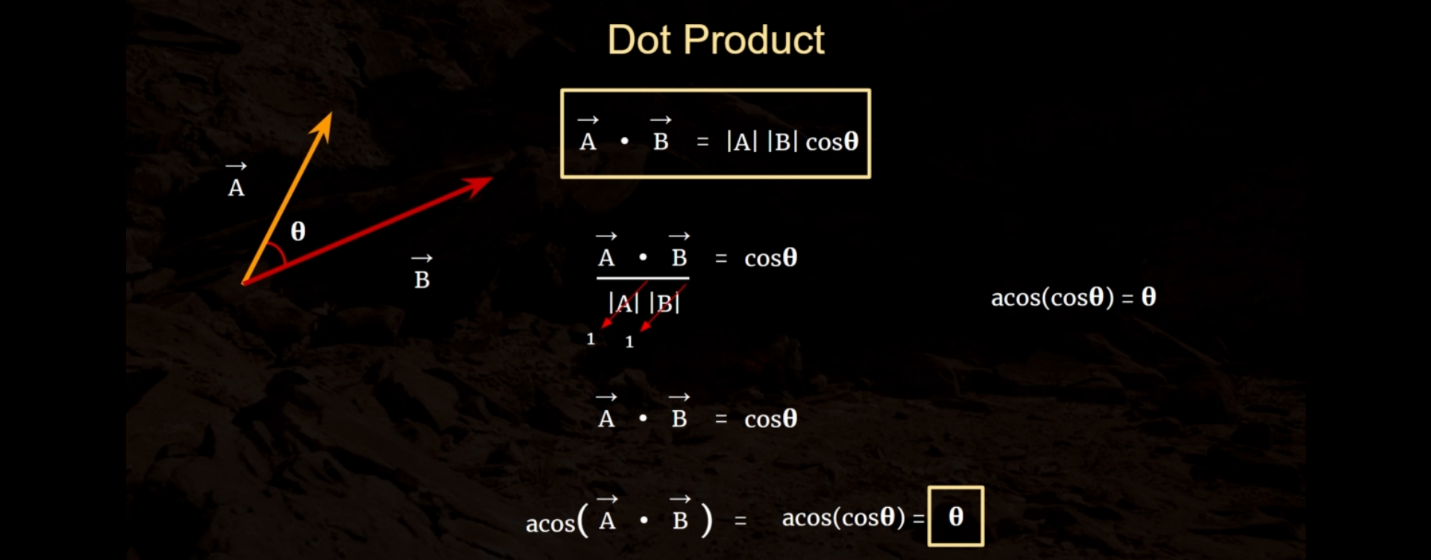 Dot Product
A • B = |A| |B| cosθ
A
θ
B
A • B = cosθ
|A| |B|
1 1
acos(cosθ) = θ
A • B = cosθ
acos( A • B ) = acos(cosθ) = θ